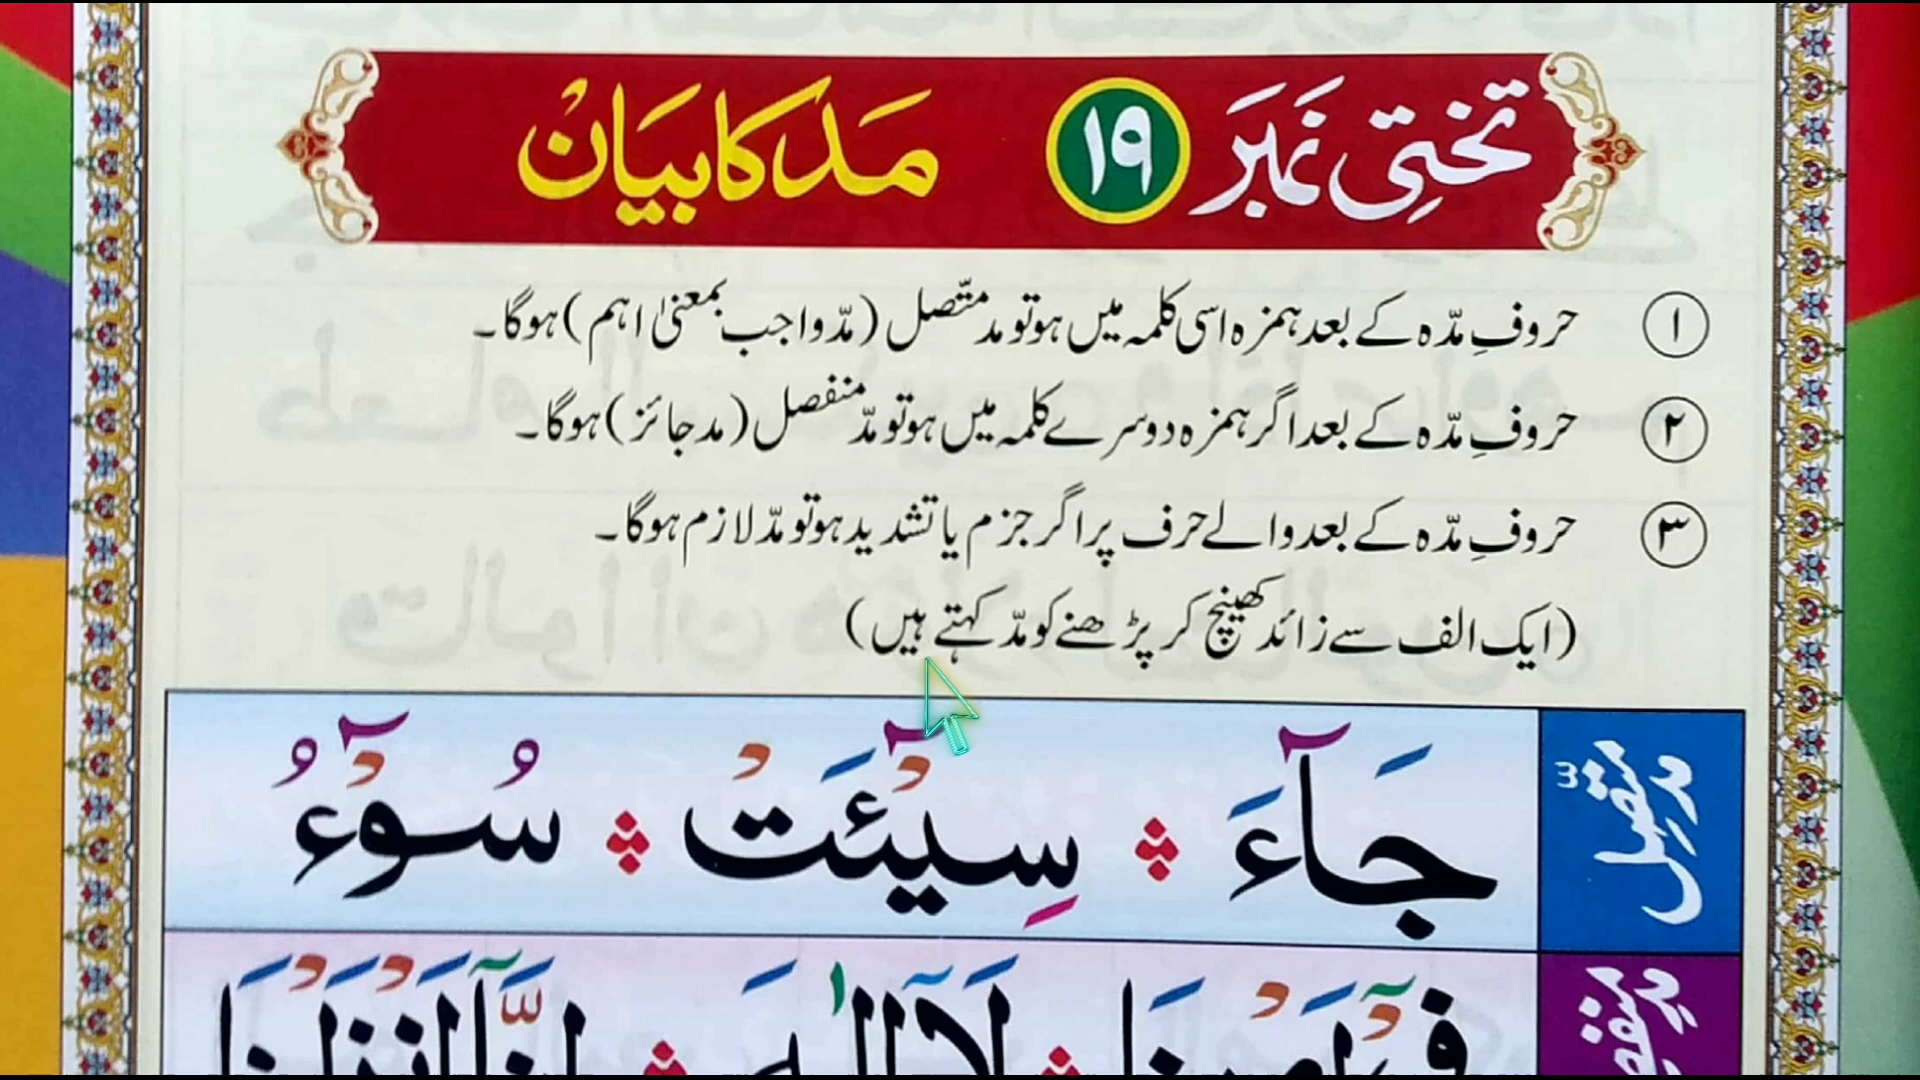 تختی نمبر ۱۹ مد کا بیان
۱ حروفِ مدّہ کے بعد ہمزہ اسی کلمہ میں ہو تو مد متّصل (مدّ واجب بمعنیٰ اہم) ہوگا۔
۲ حروفِ مدّہ کے بعد اگر ہمزہ دوسرے کلمہ میں ہو تو مدّ منفصل (مد جائز) ہوگا۔
۳ حروفِ مدّہ کے بعد والے حرف پر اگر جزم یا تشدید ہو تو مدّ لازم ہوگا۔
(ایک الف سے زائد کھینچ کر پڑھنے کو مدّ کہتے ہیں)
مدِ متّصل
جَآءَ سِيْٓئَتْ سُوْٓءُ
لَآ اِلٰهَ اِنَّآ اَنْزَلْنَا